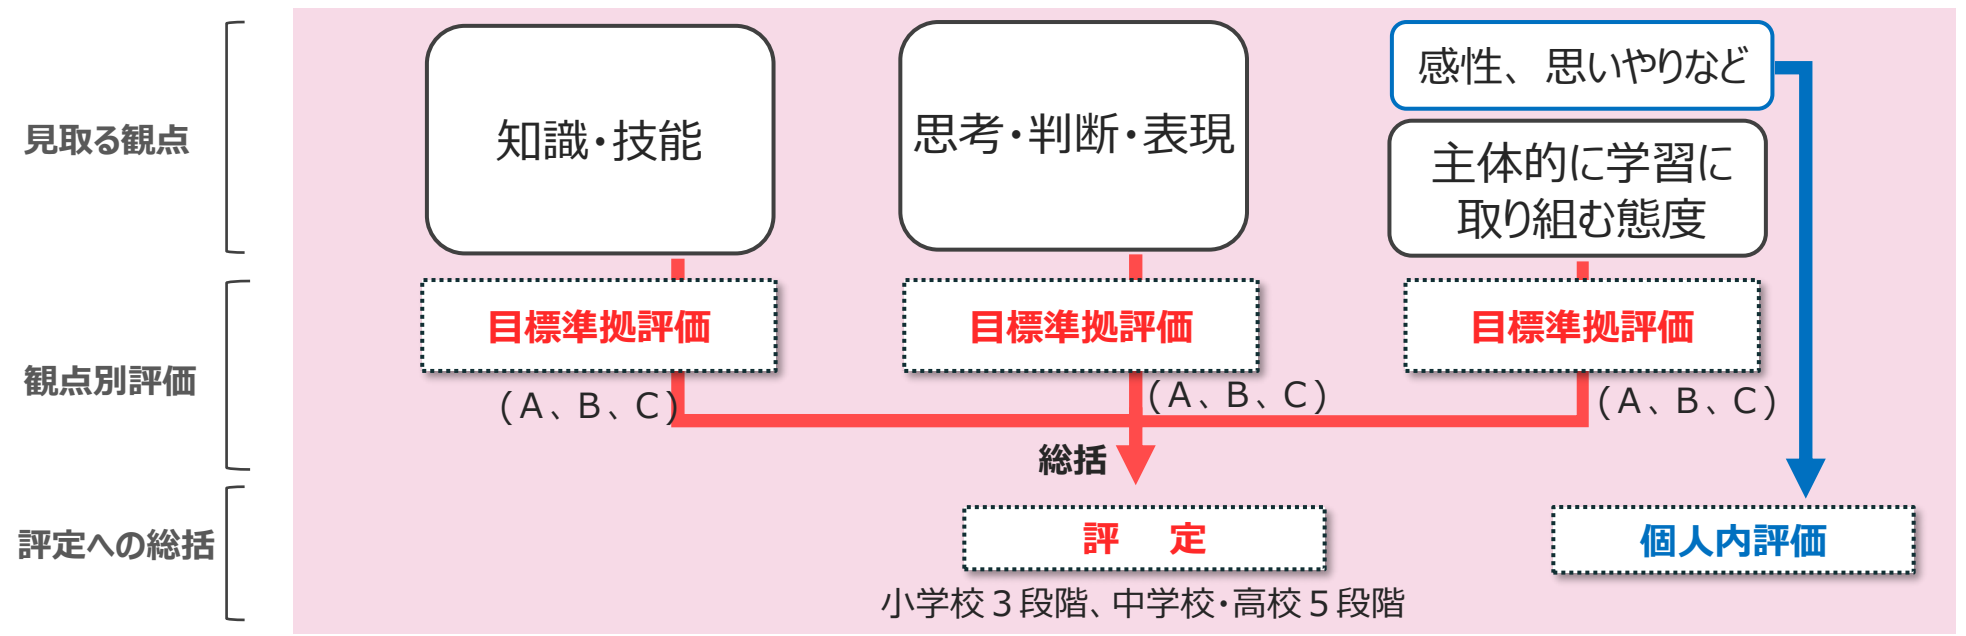 見取る観点
知識・技能
思考・判断・表現
感性、思いやりなど
主体的に学習に
取り組む態度
観点別評価
目標準拠評価
目標準拠評価
目標準拠評価
(A、B、C)
(A、B、C)
(A、B、C)
総括
評定への総括
評　定
個人内評価
小学校３段階、中学校・高校５段階